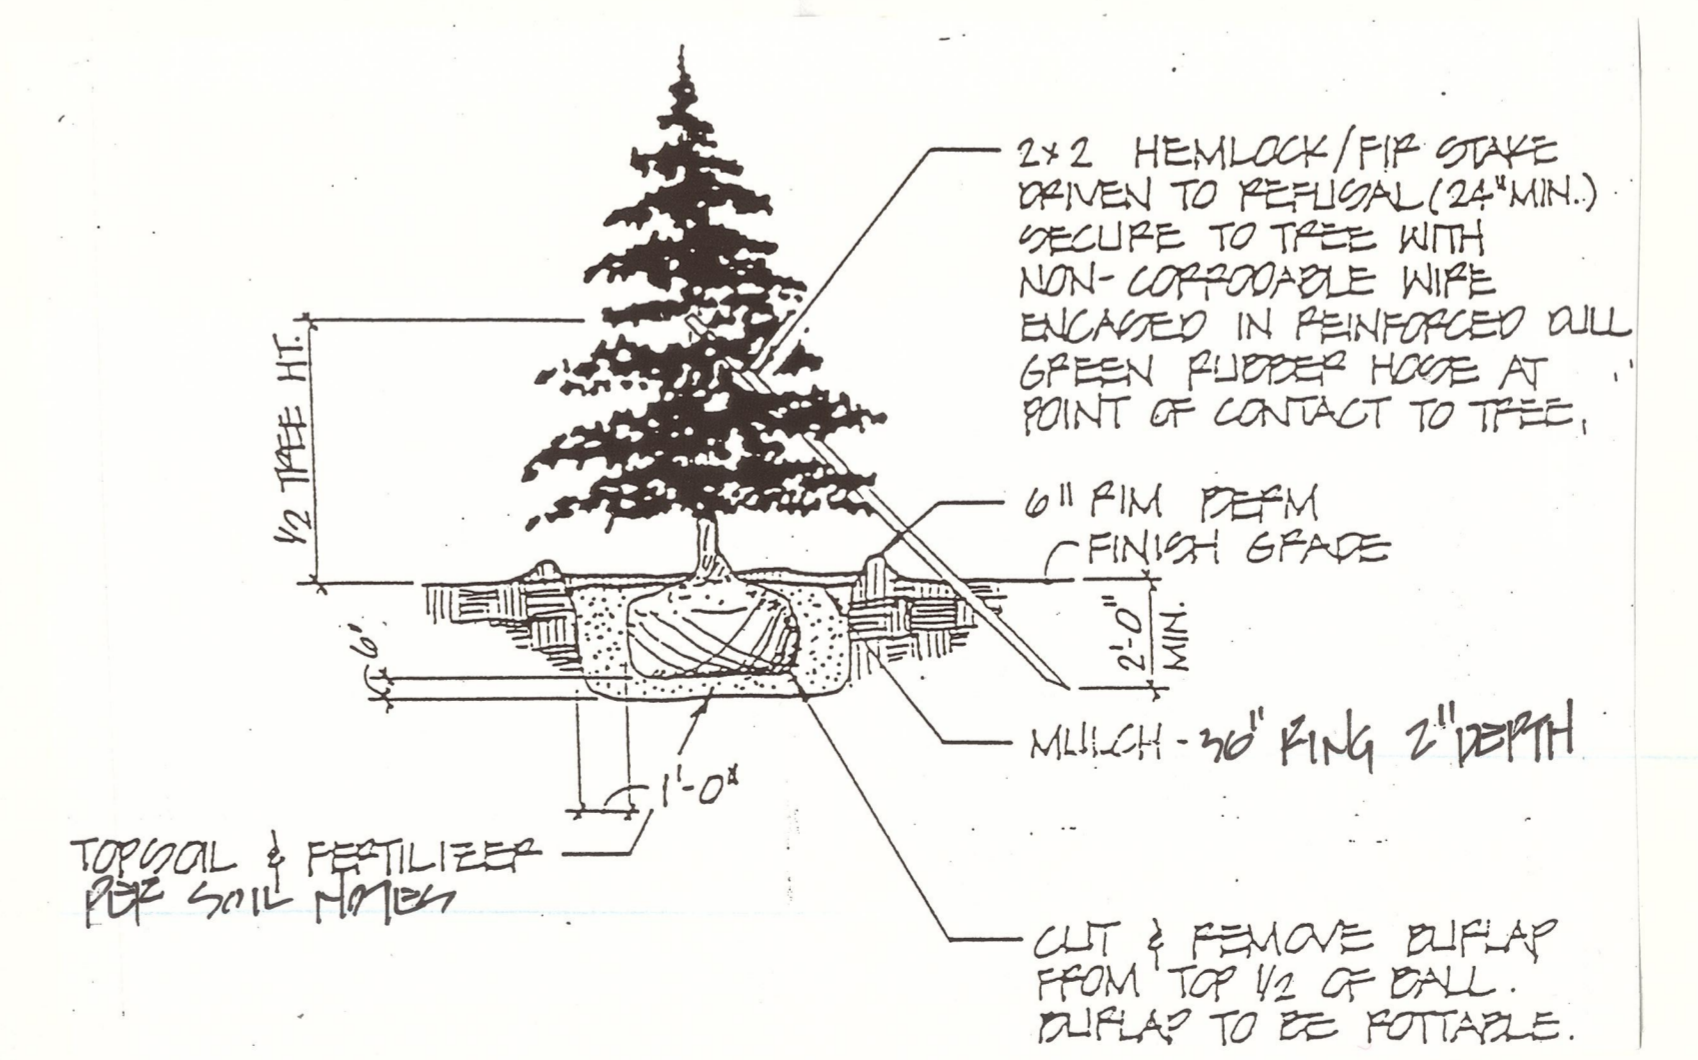 2x2 HEMLOCK/FIR STAKE
DRIVEN TO REFUSAL (24" MIN.)
SECURE TO TREE WITH
NON-CORRODABLE WIRE
ENCASED IN REINFORCED DULL
GREEN RUBBER HOSE AT
POINT OF CONTACT TO TREE.
1/2 TREE HT.
6" RIM BERM
FINISH GRADE
2'-0"
MIN.
6"
MULCH - 36" RING 2" DEPTH
1'-0"
TOPSOIL & FERTILIZER
PER SOIL NOTES
CUT & REMOVE BURLAP
FROM TOP 1/2 OF BALL.
BURLAP TO BE ROTTABLE.